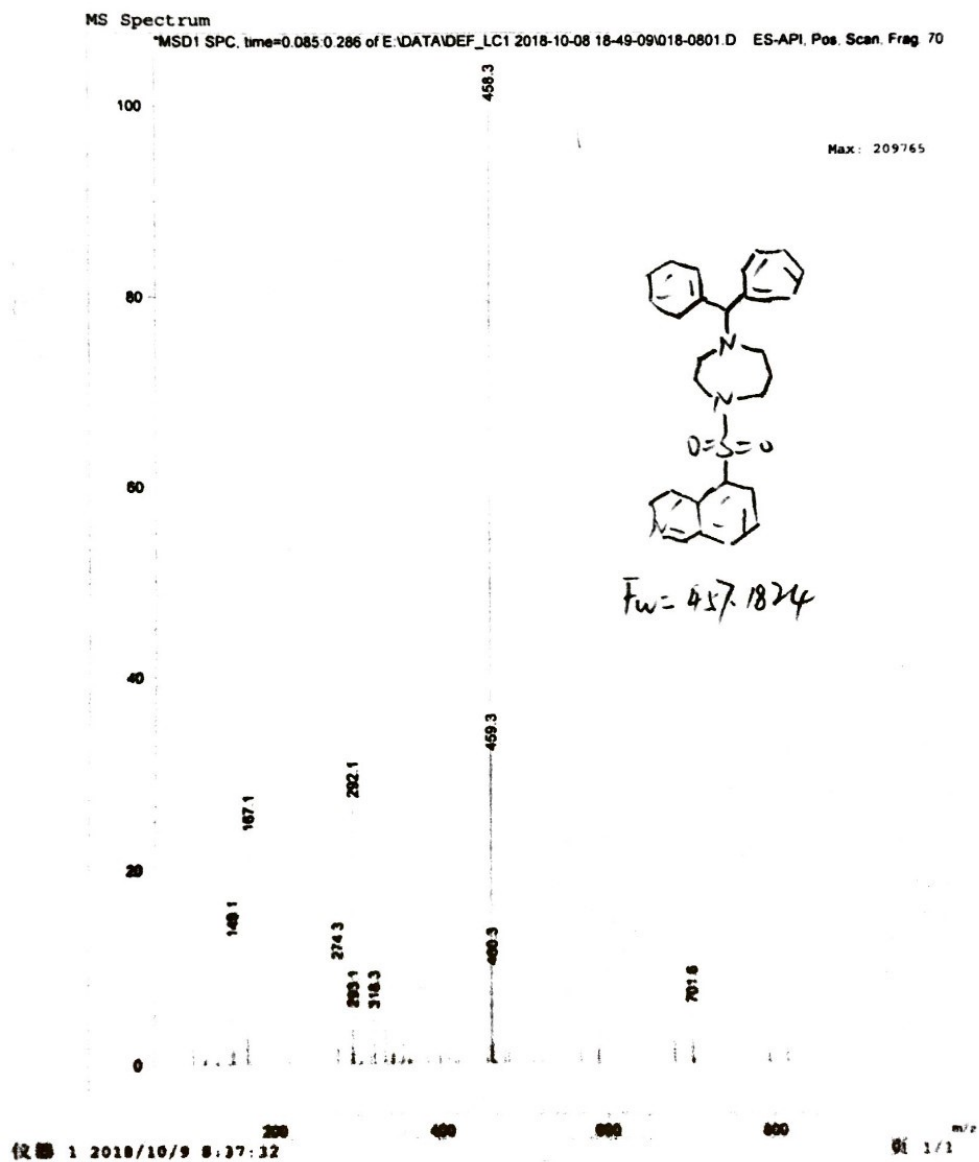 MS Spectrum
*MSD1 SPC, time=0.085:0.286 of E:\DATA\DEF_LC1 2018-10-08 18-49-09\018-0801.D ES-API, Pos, Scan, Frag: 70
458.3
100
Max: 209765
80
N
N
O=S=O
60
N
Fw= 457.1824
40
459.3
292.1
167.1
20
149.1
274.3
460.3
293.1
318.3
701.6
0
200
400
600
800
m/z
仪器 1 2018/10/9 8:37:32
页 1/1